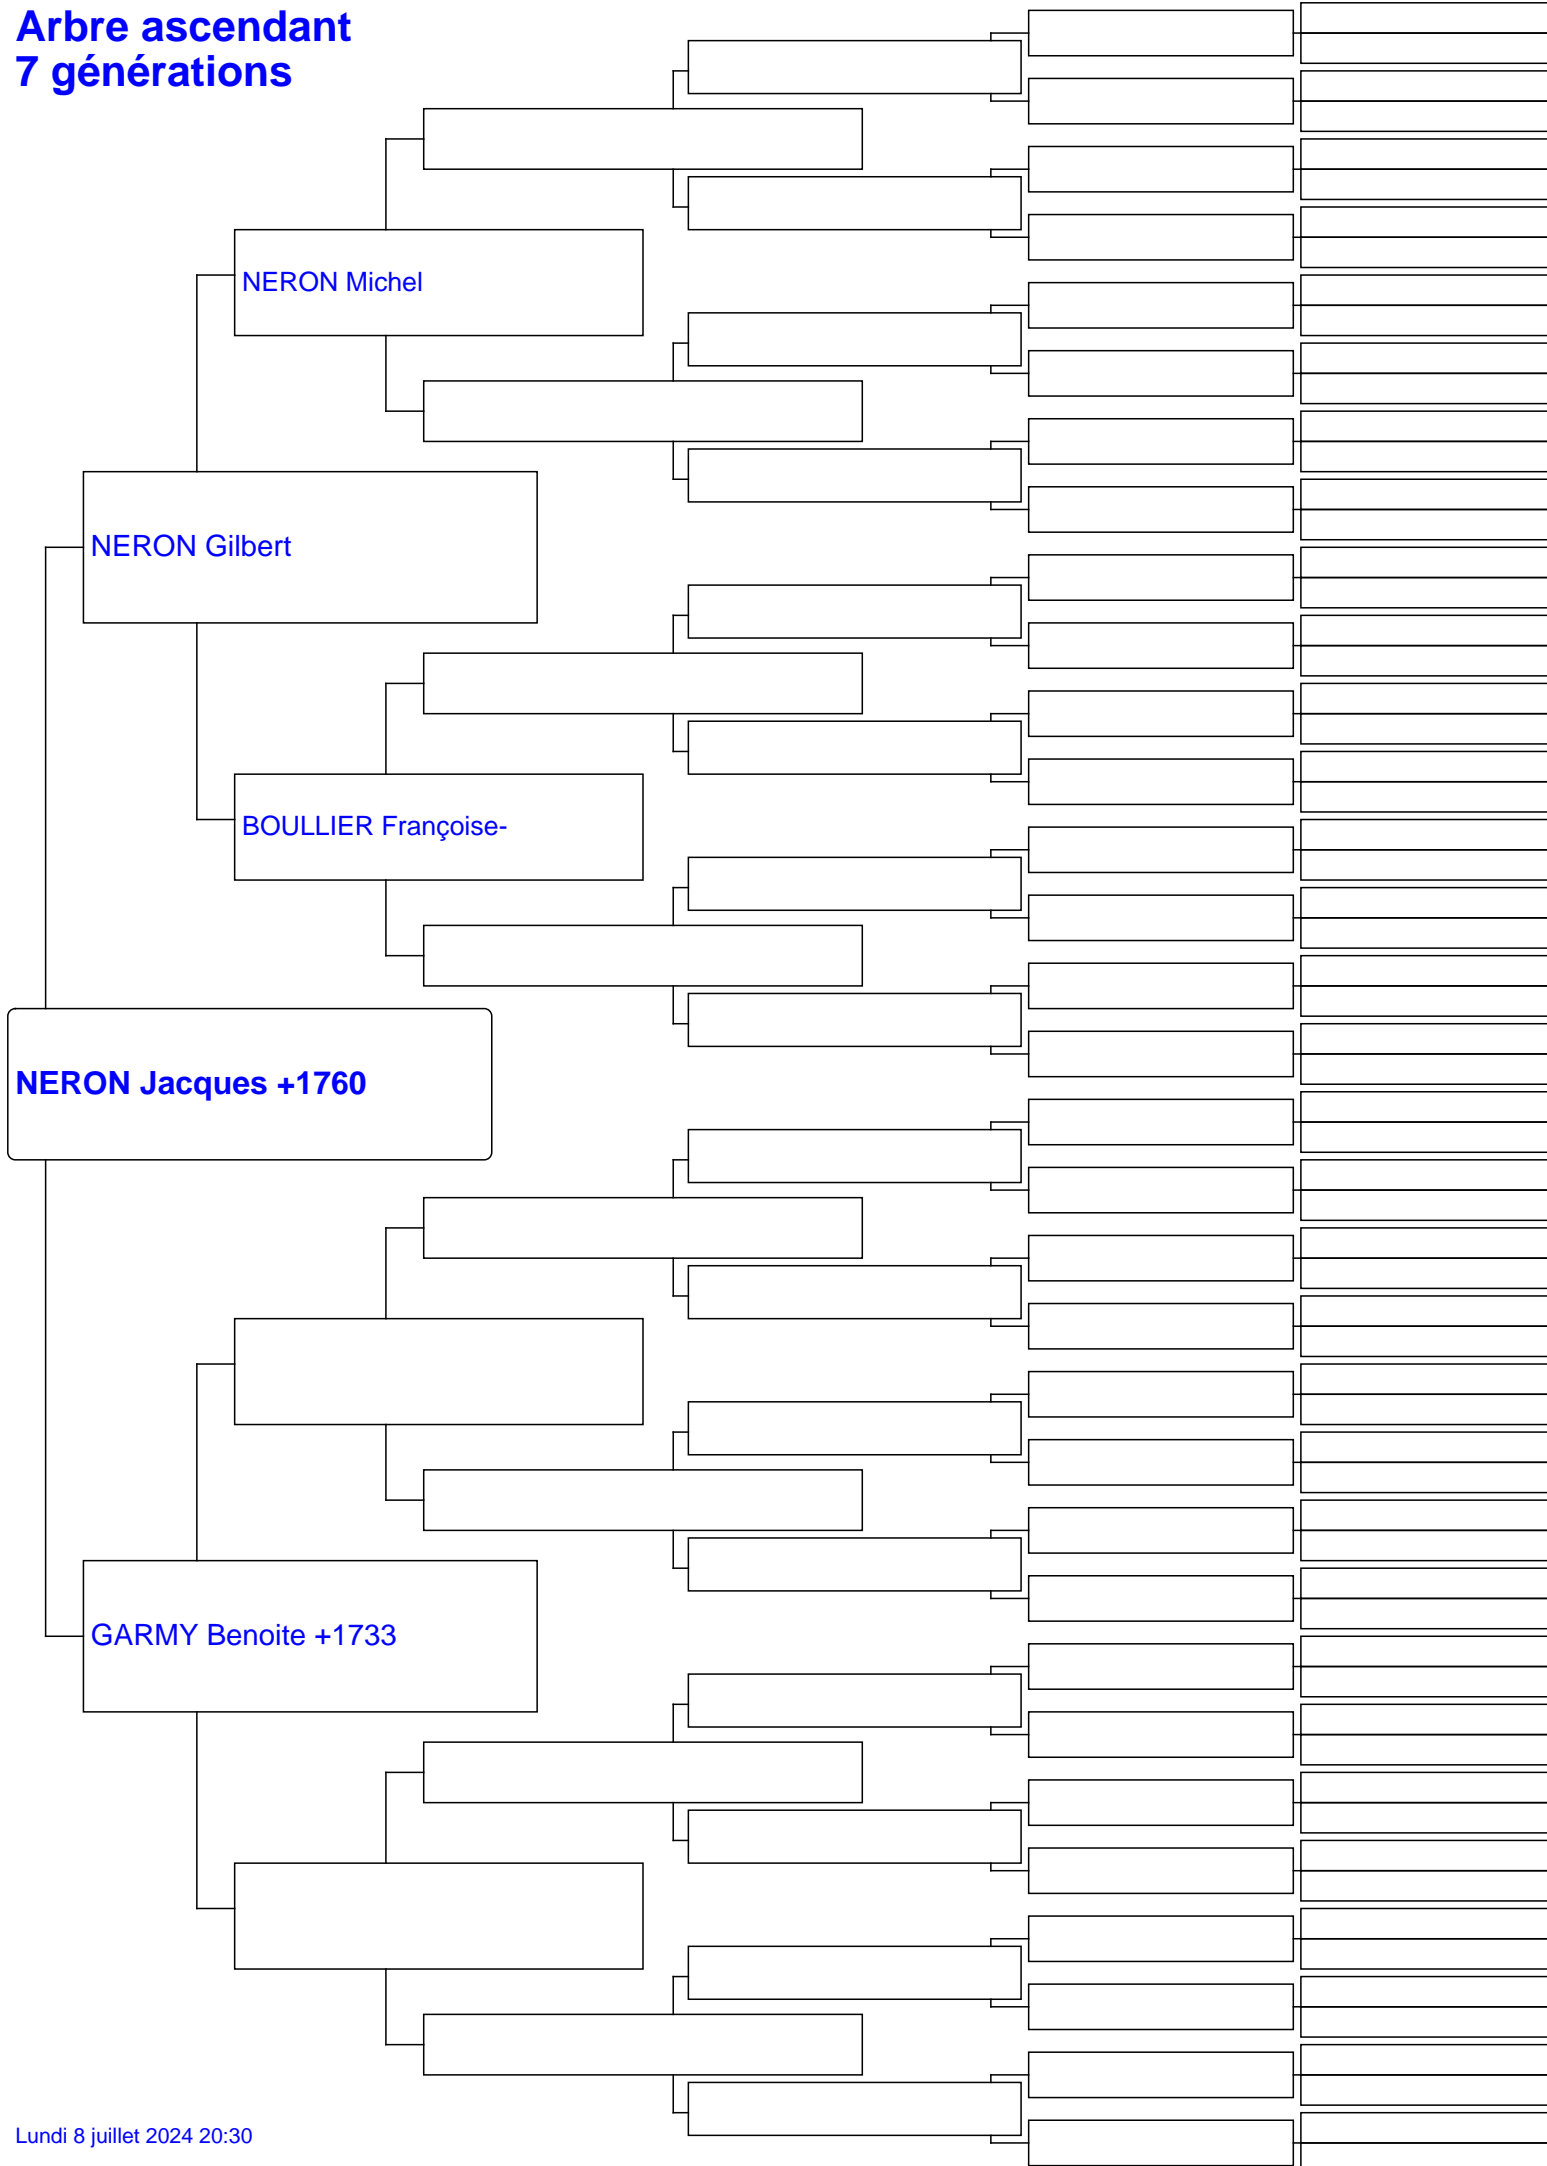 Arbre ascendant
7 générations
NERON Michel
NERON Gilbert
BOULLIER Françoise-
NERON Jacques +1760
GARMY Benoite +1733
Lundi 8 juillet 2024 20:30